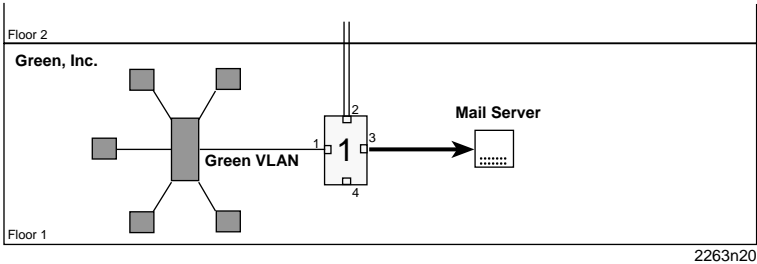 Floor 2
Green, Inc.
2
Mail Server
1
1
3
Green VLAN
4
Floor 1
2263n20